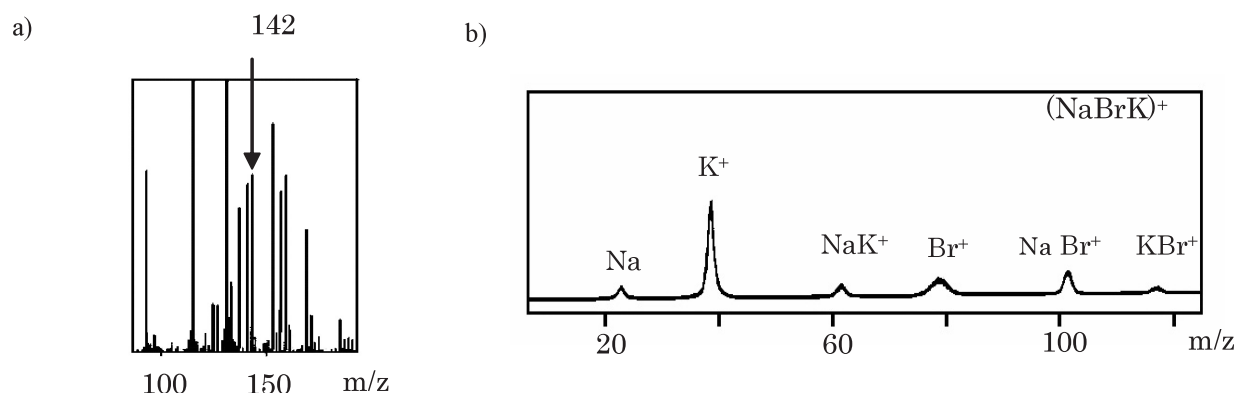 a)
142
100
150
m/z
b)
(NaBrK)⁺
K⁺
Na
NaK⁺
Br⁺
Na Br⁺
KBr⁺
20
60
100
m/z